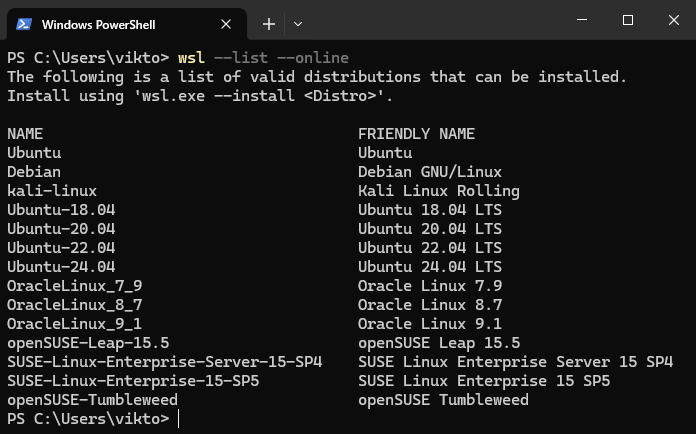 Windows PowerShell
PS C:\Users\vikto> wsl --list --online
The following is a list of valid distributions that can be installed.
Install using 'wsl.exe --install <Distro>'.
NAME FRIENDLY NAME
Ubuntu Ubuntu
Debian Debian GNU/Linux
kali-linux Kali Linux Rolling
Ubuntu-18.04 Ubuntu 18.04 LTS
Ubuntu-20.04 Ubuntu 20.04 LTS
Ubuntu-22.04 Ubuntu 22.04 LTS
Ubuntu-24.04 Ubuntu 24.04 LTS
OracleLinux_7_9 Oracle Linux 7.9
OracleLinux_8_7 Oracle Linux 8.7
OracleLinux_9_1 Oracle Linux 9.1
openSUSE-Leap-15.5 openSUSE Leap 15.5
SUSE-Linux-Enterprise-Server-15-SP4 SUSE Linux Enterprise Server 15 SP4
SUSE-Linux-Enterprise-15-SP5 SUSE Linux Enterprise 15 SP5
openSUSE-Tumbleweed openSUSE Tumbleweed
PS C:\Users\vikto>